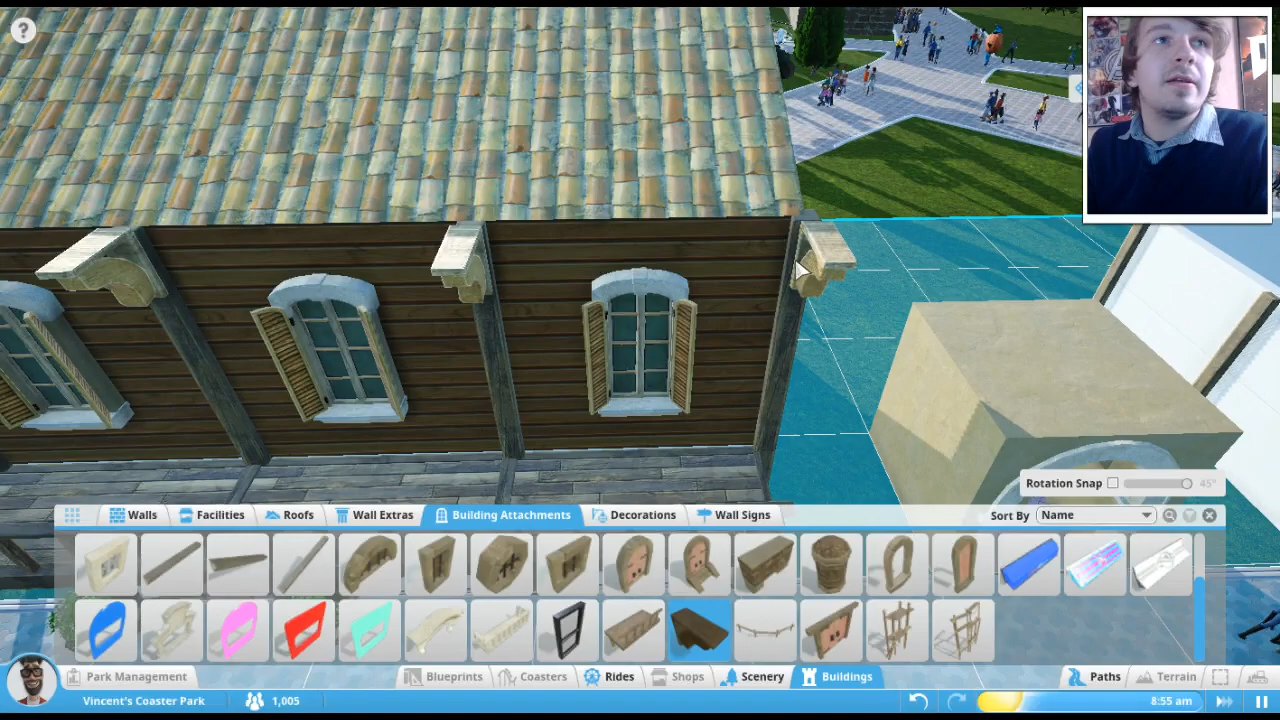 ?
Rotation Snap 45°
Walls Facilities Roofs Wall Extras Building Attachments Decorations Wall Signs Sort By Name
Park Management Blueprints Coasters Rides Shops Scenery Buildings Paths Terrain
Vincent's Coaster Park 1,005 8:55 am